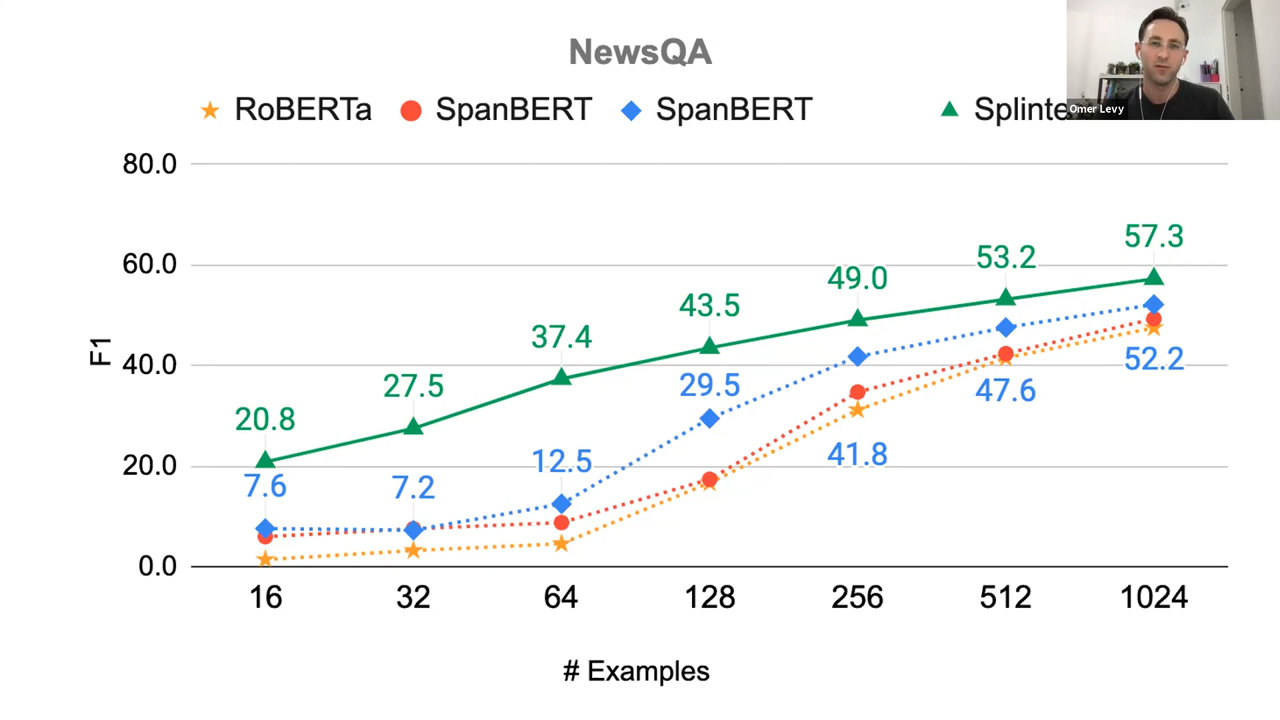 NewsQA
RoBERTa SpanBERT SpanBERT Splinte
Omer Levy
80.0
60.0
40.0
20.0
0.0
F1
20.8 27.5 37.4 43.5 49.0 53.2 57.3
7.6 7.2 12.5 29.5 41.8 47.6 52.2
16 32 64 128 256 512 1024
# Examples